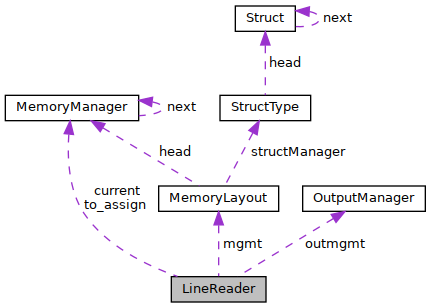 Struct
next
head
MemoryManager
next
StructType
head
structManager
current
to_assign
MemoryLayout
OutputManager
mgmt
outmgmt
LineReader